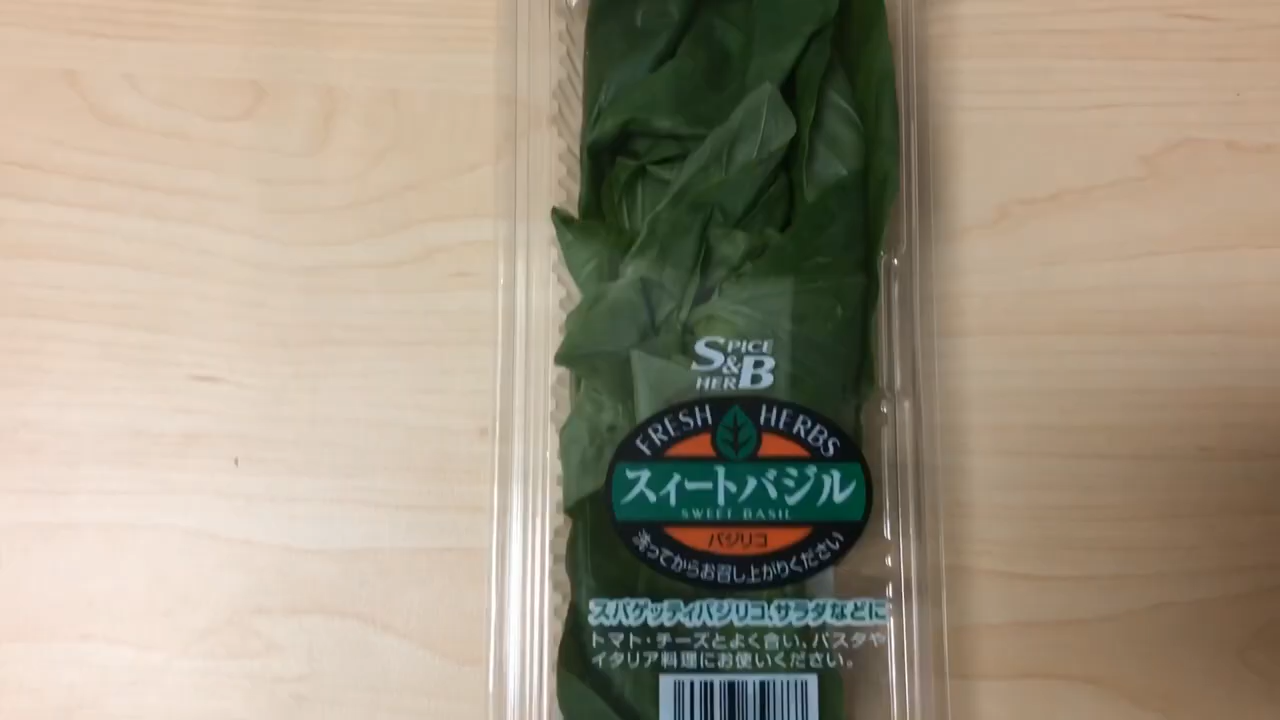 SPICE
&
HERB
FRESH HERBS
スィートバジル
SWEET BASIL
バジリコ
洗ってからお召し上がりください
スパゲッティバジリコ、サラダなどに
トマト・チーズとよく合い、パスタや
イタリア料理にお使いください。